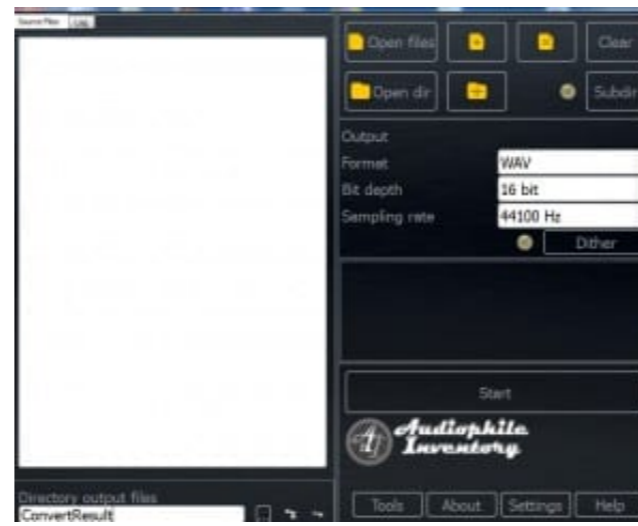 Source Files Log
Open files Clear
Open dir Subdir
Output
Format WAV
Bit depth 16 bit
Sampling rate 44100 Hz
Dither
Start
AI Audiophile
Inventory
Directory output files
ConvertResult
Tools About Settings Help